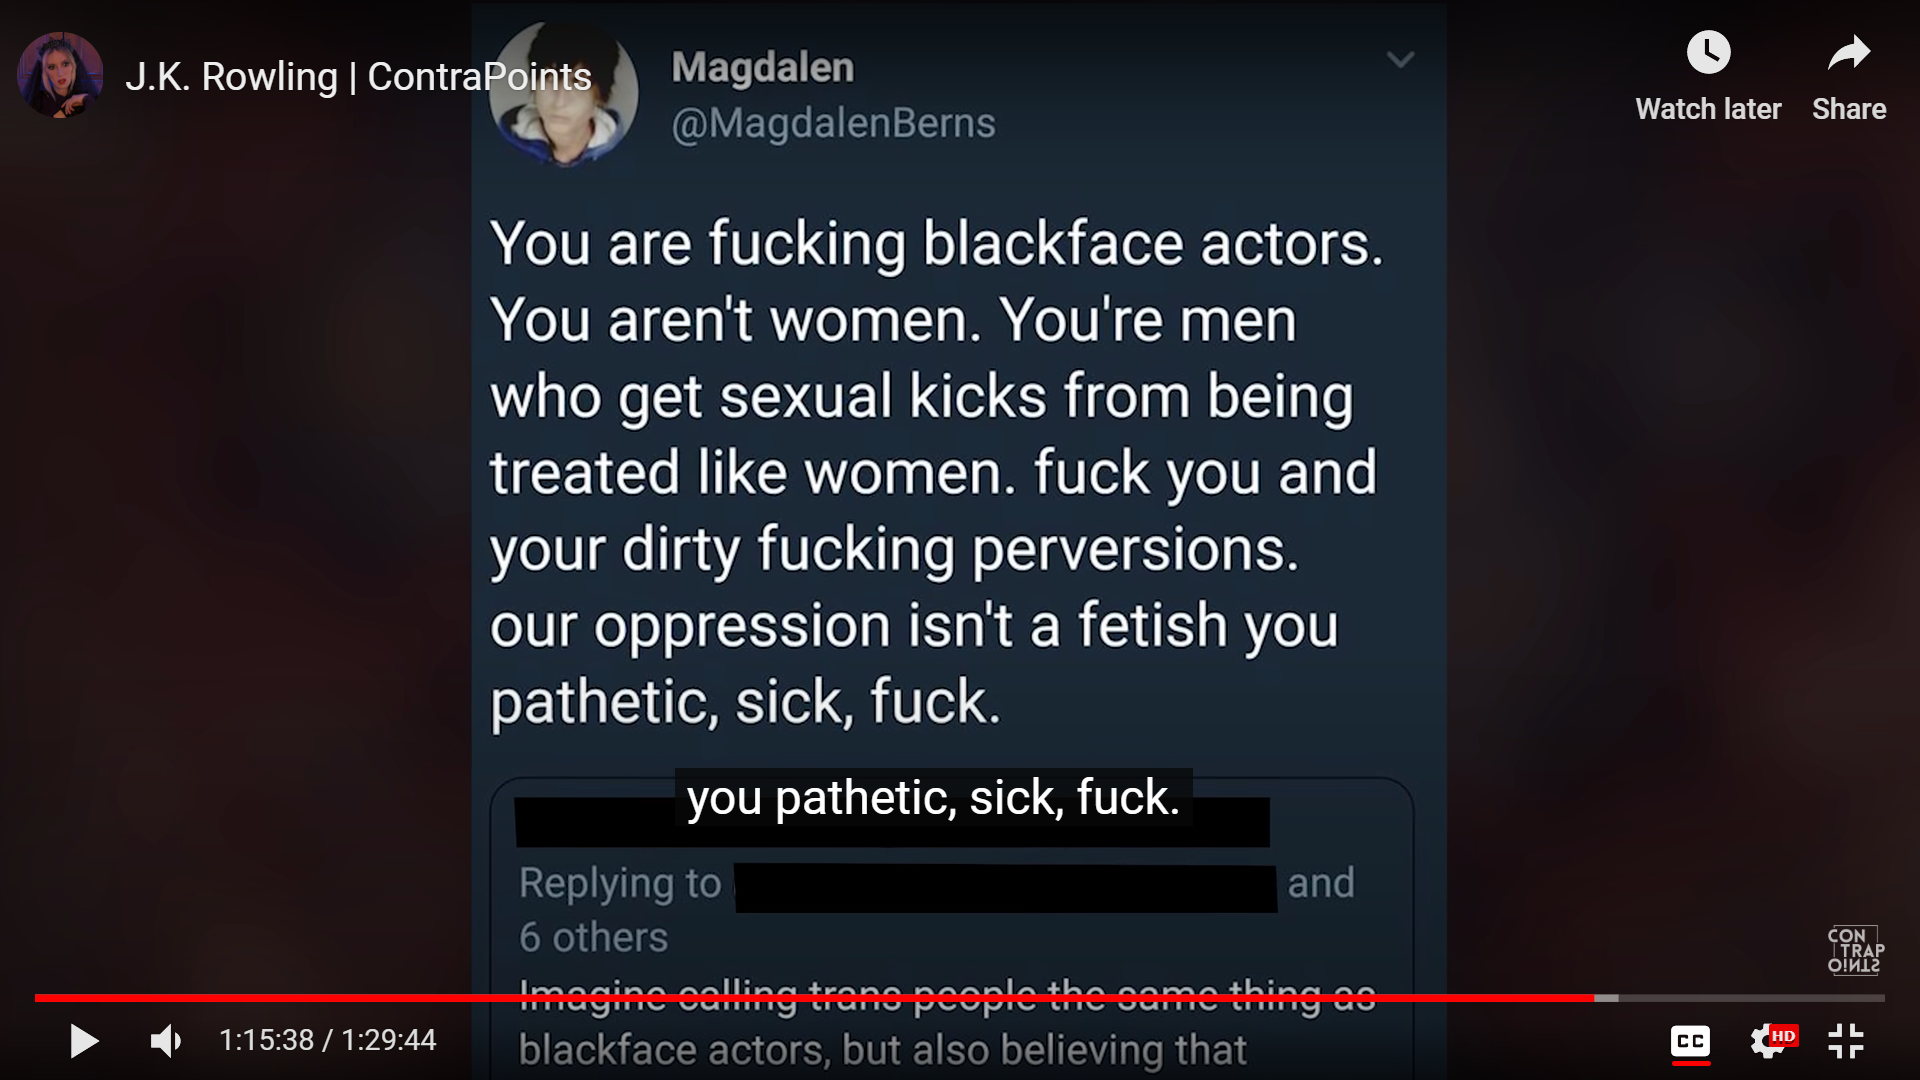 J.K. Rowling | ContraPoints
Watch later
Share
Magdalen
@MagdalenBerns
You are fucking blackface actors.
You aren't women. You're men
who get sexual kicks from being
treated like women. fuck you and
your dirty fucking perversions.
our oppression isn't a fetish you
pathetic, sick, fuck.
you pathetic, sick, fuck.
Replying to and
6 others
Imagine calling trans people the same thing as
blackface actors, but also believing that
CON
TRAP
OINTS
1:15:38 / 1:29:44
CC
HD